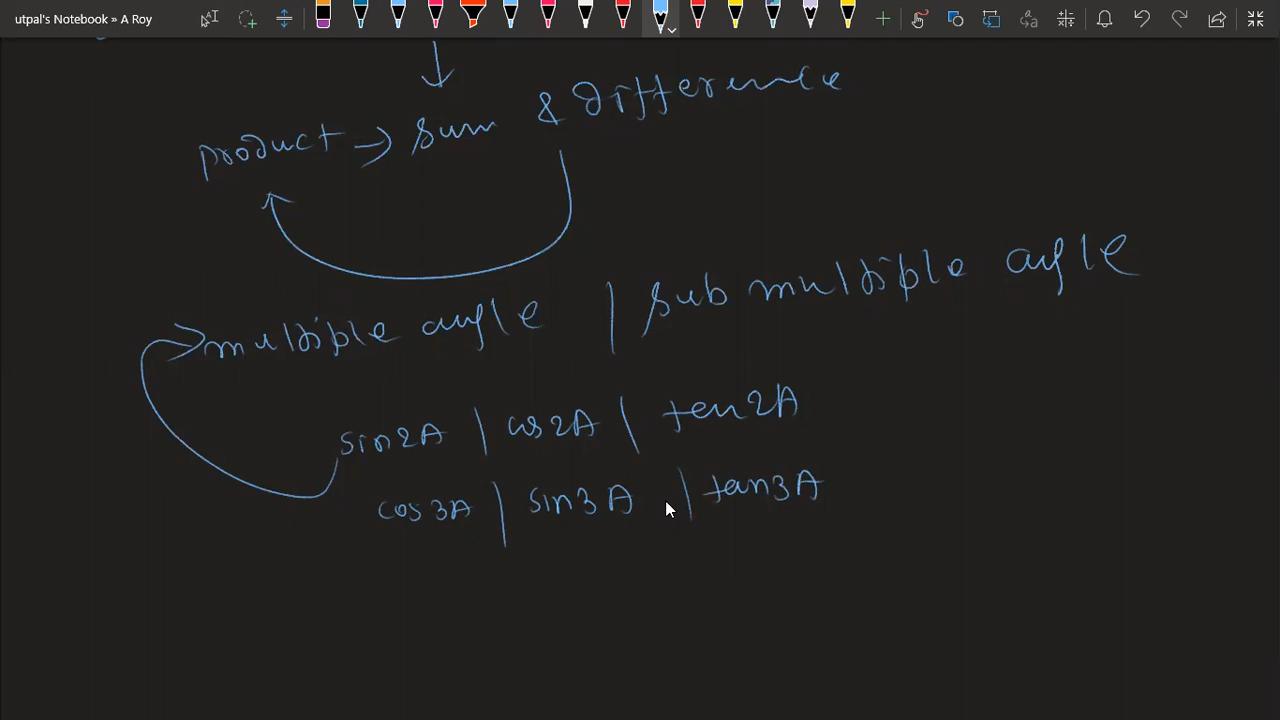 utpal's Notebook » A Roy
product → sum & difference
multiple angle | sub multiple angle
sin2A | cos2A | tan2A
cos3A | sin3A | tan3A